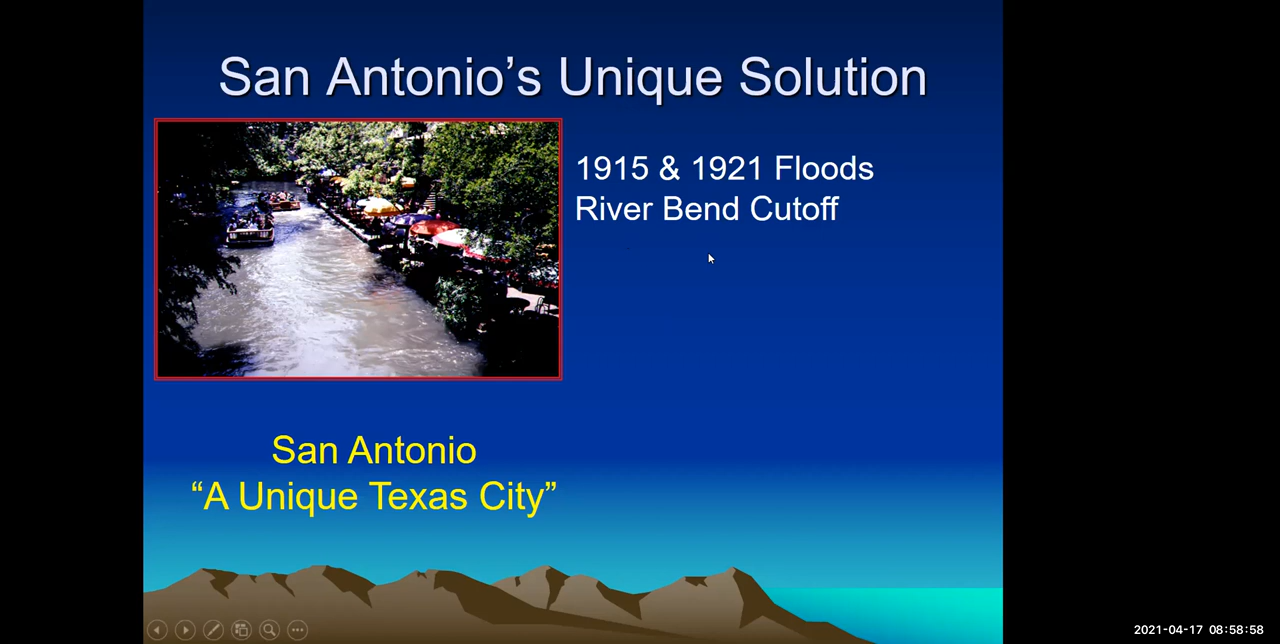 San Antonio’s Unique Solution
1915 & 1921 Floods
River Bend Cutoff
San Antonio
“A Unique Texas City”
2021-04-17 08:58:58